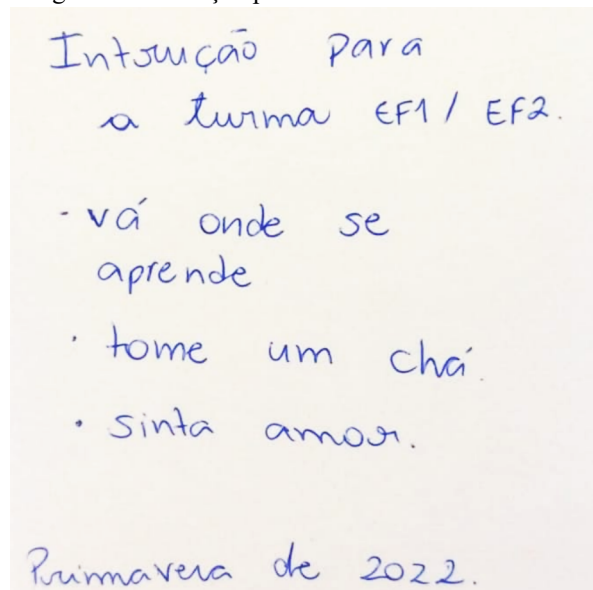 Intrução para
a turma EF1 / EF2.
- vá onde se
aprende
· tome um chá.
· sinta amor.
Primavera de 2022.